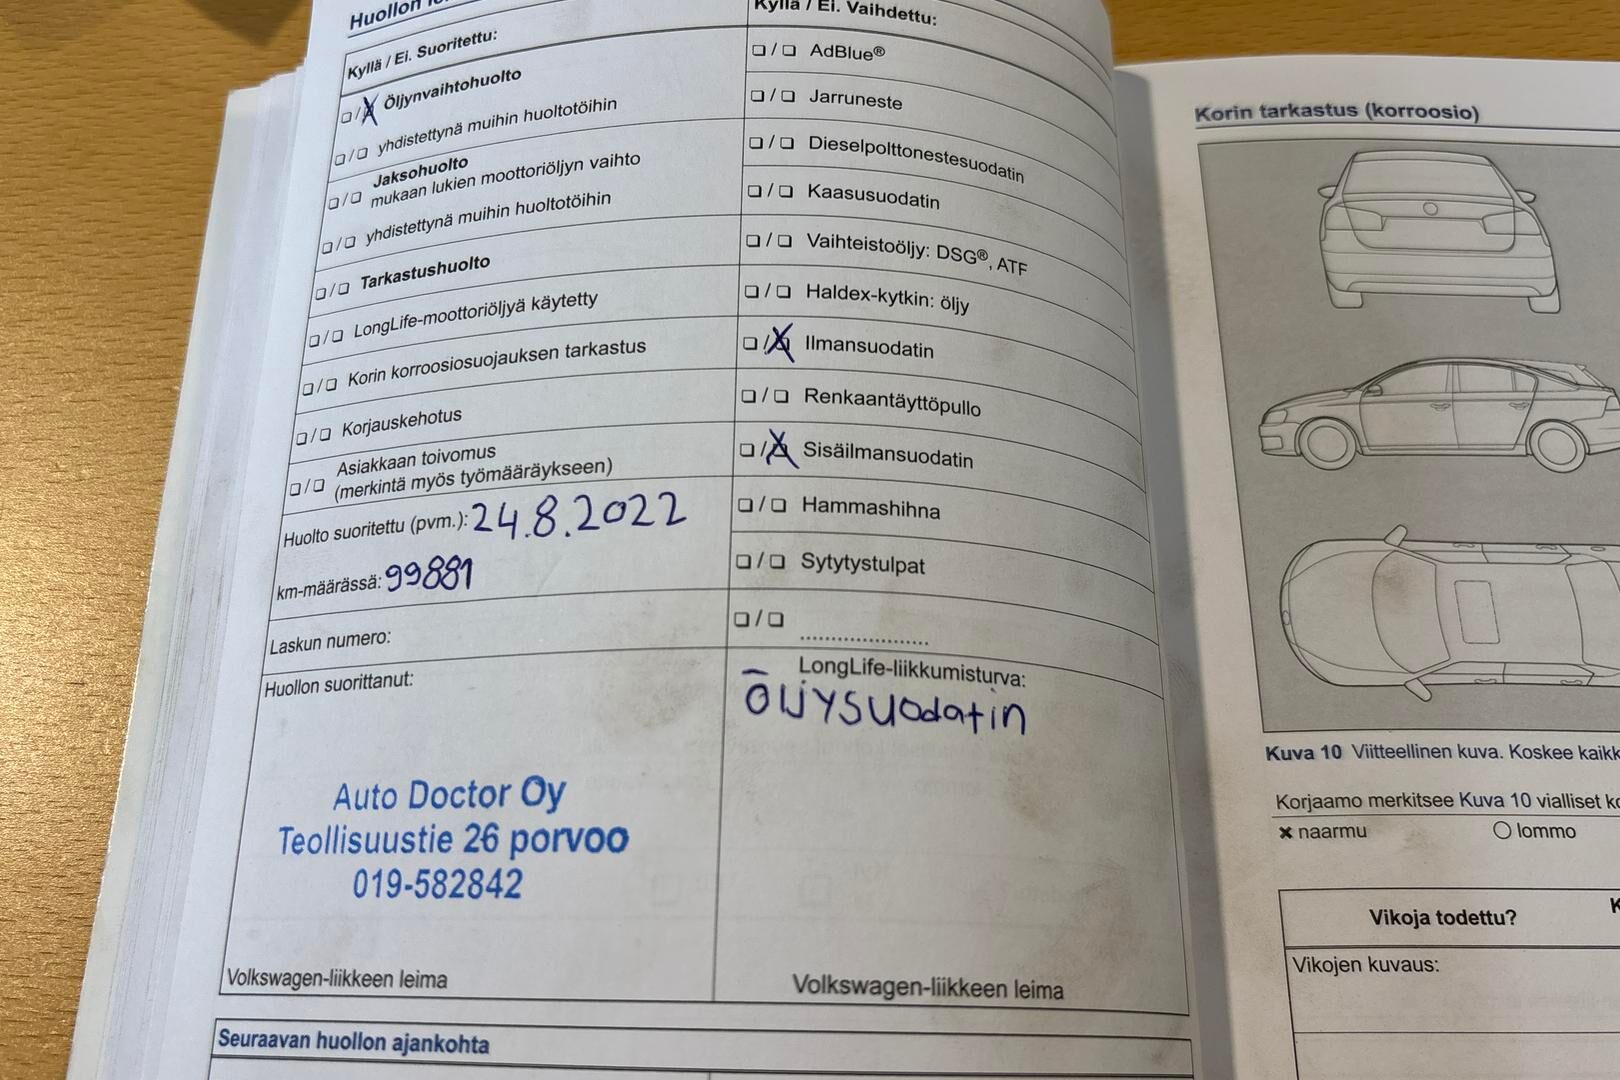 Huollon
Kyllä / Ei. Suoritettu:
Öljynvaihtohuolto
yhdistettynä muihin huoltotöihin
Jaksohuolto
mukaan lukien moottoriöljyn vaihto
yhdistettynä muihin huoltotöihin
Tarkastushuolto
LongLife-moottoriöljyä käytetty
Korin korroosiosuojauksen tarkastus
Korjauskehotus
Asiakkaan toivomus
(merkintä myös työmääräykseen)
Huolto suoritettu (pvm.): 24.8.2022
km-määrässä: 99881
Laskun numero:
Huollon suorittanut:
Auto Doctor Oy
Teollisuustie 26 porvoo
019-582842
Volkswagen-liikkeen leima
Kyllä / Ei. Vaihdettu:
AdBlue®
Jarruneste
Dieselpolttonestesuodatin
Kaasusuodatin
Vaihteistoöljy: DSG®, ATF
Haldex-kytkin: öljy
Ilmansuodatin
Renkaantäyttöpullo
Sisäilmansuodatin
Hammashihna
Sytytystulpat
....................
LongLife-liikkumisturva:
öljysuodatin
Volkswagen-liikkeen leima
Seuraavan huollon ajankohta
Korin tarkastus (korroosio)
Kuva 10 Viitteellinen kuva. Koskee
Korjaamo merkitsee Kuva 10 vialliset
× naarmu ○ lommo
Vikoja todettu?
Vikojen kuvaus: